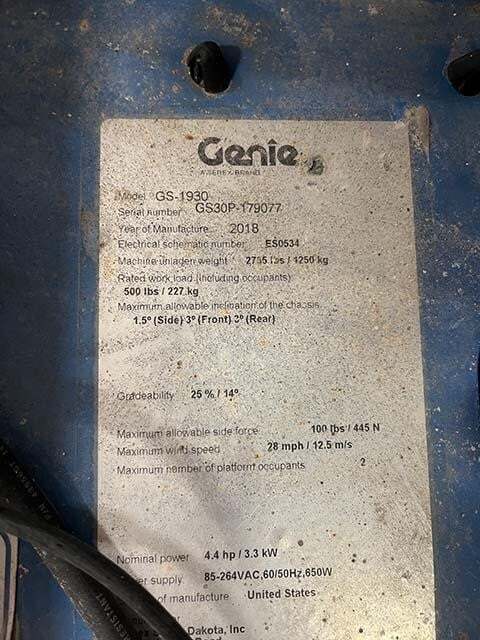 Genie
A TEREX BRAND
Model GS-1930
Serial number GS30P-179077
Year of Manufacture 2018
Electrical schematic number ES0534
Machine unladen weight 2755 lbs / 1250 kg
Rated work load (including occupants)
500 lbs / 227 kg
Maximum allowable inclination of the chassis
1.5° (Side) 3° (Front) 3° (Rear)
Gradeability 25 % / 14°
Maximum allowable side force 100 lbs / 445 N
Maximum wind speed 28 mph / 12.5 m/s
Maximum number of platform occupants 2
Nominal power 4.4 hp / 3.3 kW
supply 85-264VAC,60/50Hz,650W
of manufacture United States
Dakota, Inc